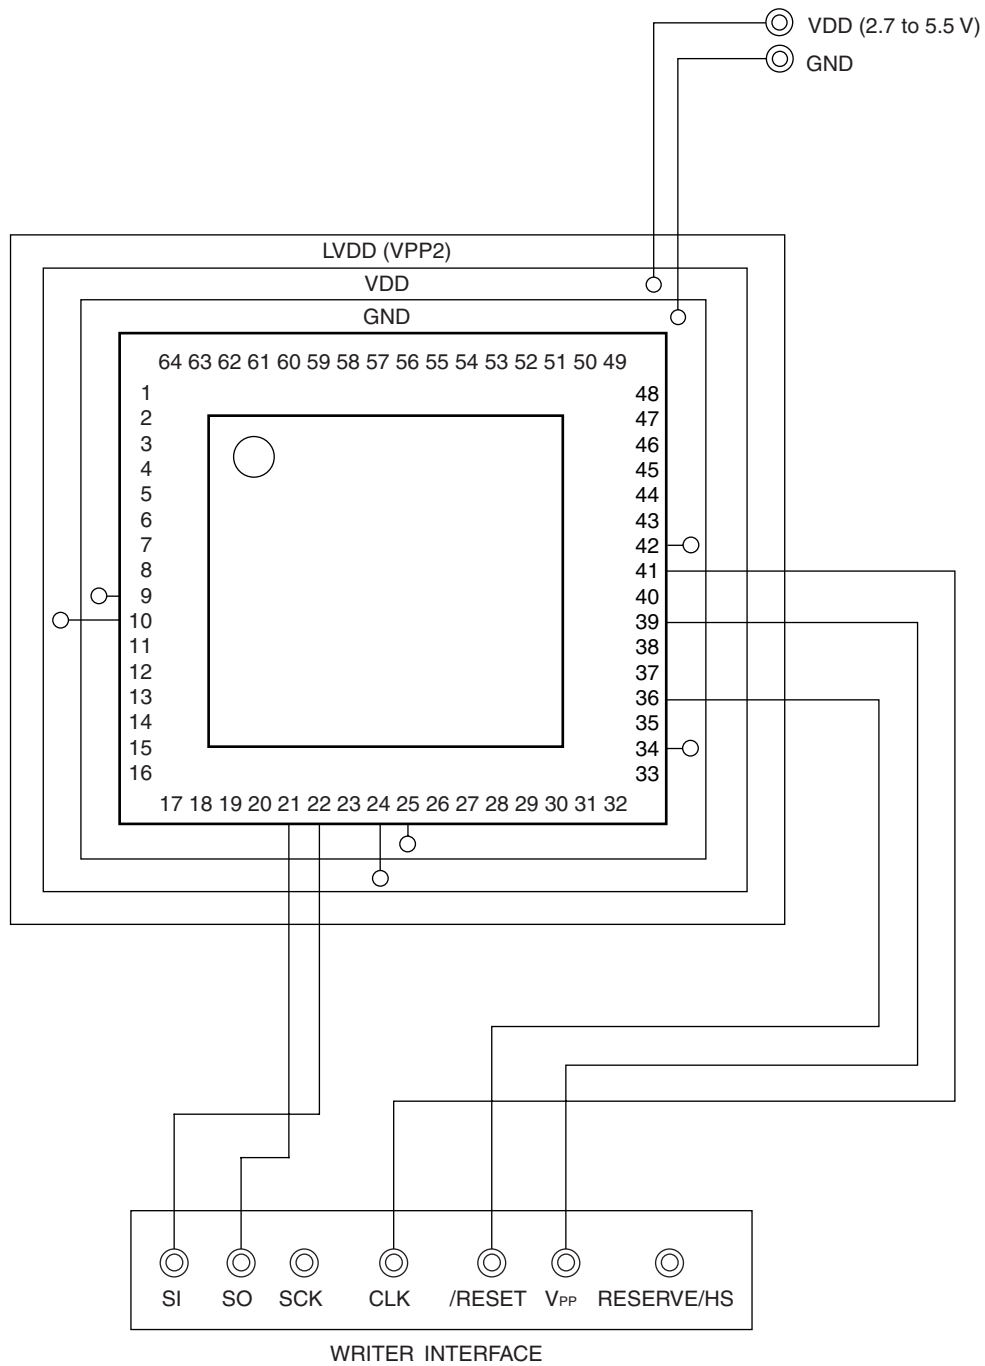 VDD (2.7 to 5.5 V)
GND
LVDD (VPP2)
VDD
GND
64 63 62 61 60 59 58 57 56 55 54 53 52 51 50 49
1 48
2 47
3 46
4 45
5 44
6 43
7 42
8 41
9 40
10 39
11 38
12 37
13 36
14 35
15 34
16 33
17 18 19 20 21 22 23 24 25 26 27 28 29 30 31 32
SI SO SCK CLK /RESET VPP RESERVE/HS
WRITER INTERFACE